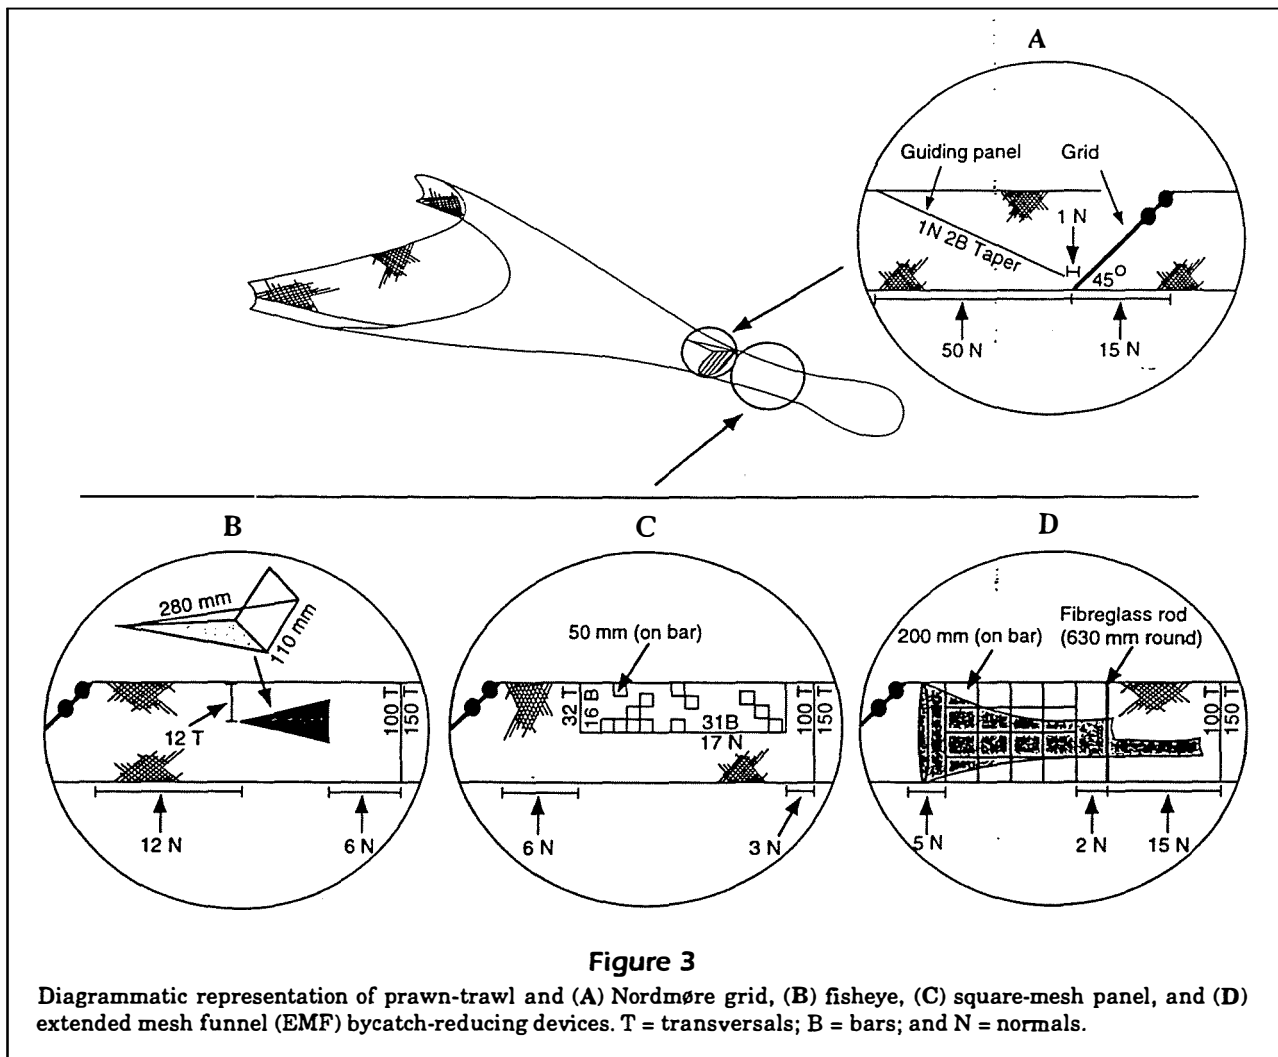 A
Guiding panel
Grid
1 N
1N 2B Taper
45°
50 N
15 N
B
C
D
280 mm
110 mm
12 T
100 T
150 T
12 N
6 N
50 mm (on bar)
32 T
16 B
31B
17 N
100 T
150 T
6 N
3 N
200 mm (on bar)
Fibreglass rod
(630 mm round)
100 T
150 T
5 N
2 N
15 N
Figure 3
Diagrammatic representation of prawn-trawl and (A) Nordmøre grid, (B) fisheye, (C) square-mesh panel, and (D)
extended mesh funnel (EMF) bycatch-reducing devices. T = transversals; B = bars; and N = normals.